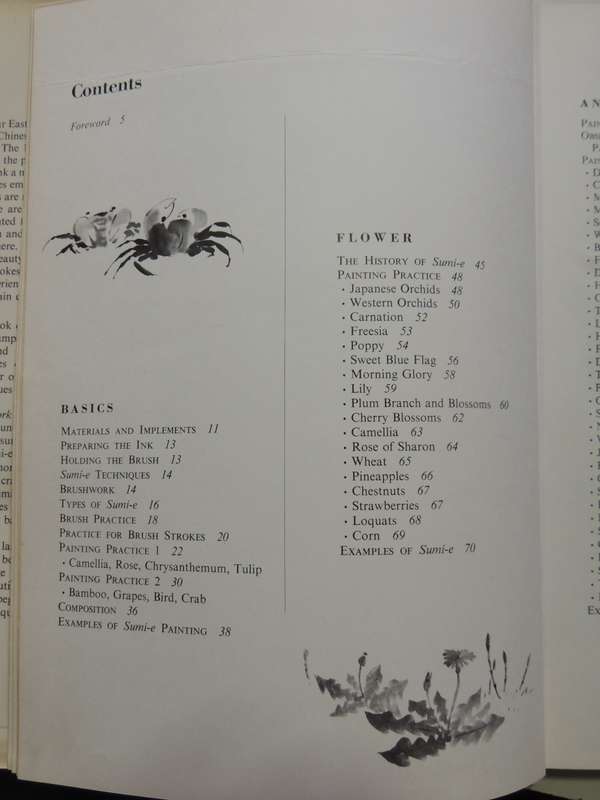 Contents
Foreword 5
BASICS
MATERIALS AND IMPLEMENTS 11
PREPARING THE INK 13
HOLDING THE BRUSH 13
Sumi-e TECHNIQUES 14
BRUSHWORK 14
TYPES OF Sumi-e 16
BRUSH PRACTICE 18
PRACTICE FOR BRUSH STROKES 20
PAINTING PRACTICE 1 22
· Camellia, Rose, Chrysanthemum, Tulip
PAINTING PRACTICE 2 30
· Bamboo, Grapes, Bird, Crab
COMPOSITION 36
EXAMPLES OF Sumi-e PAINTING 38
FLOWER
THE HISTORY OF Sumi-e 45
PAINTING PRACTICE 48
· Japanese Orchids 48
· Western Orchids 50
· Carnation 52
· Freesia 53
· Poppy 54
· Sweet Blue Flag 56
· Morning Glory 58
· Lily 59
· Plum Branch and Blossoms 60
· Cherry Blossoms 62
· Camellia 63
· Rose of Sharon 64
· Wheat 65
· Pineapples 66
· Chestnuts 67
· Strawberries 67
· Loquats 68
· Corn 69
EXAMPLES OF Sumi-e 70